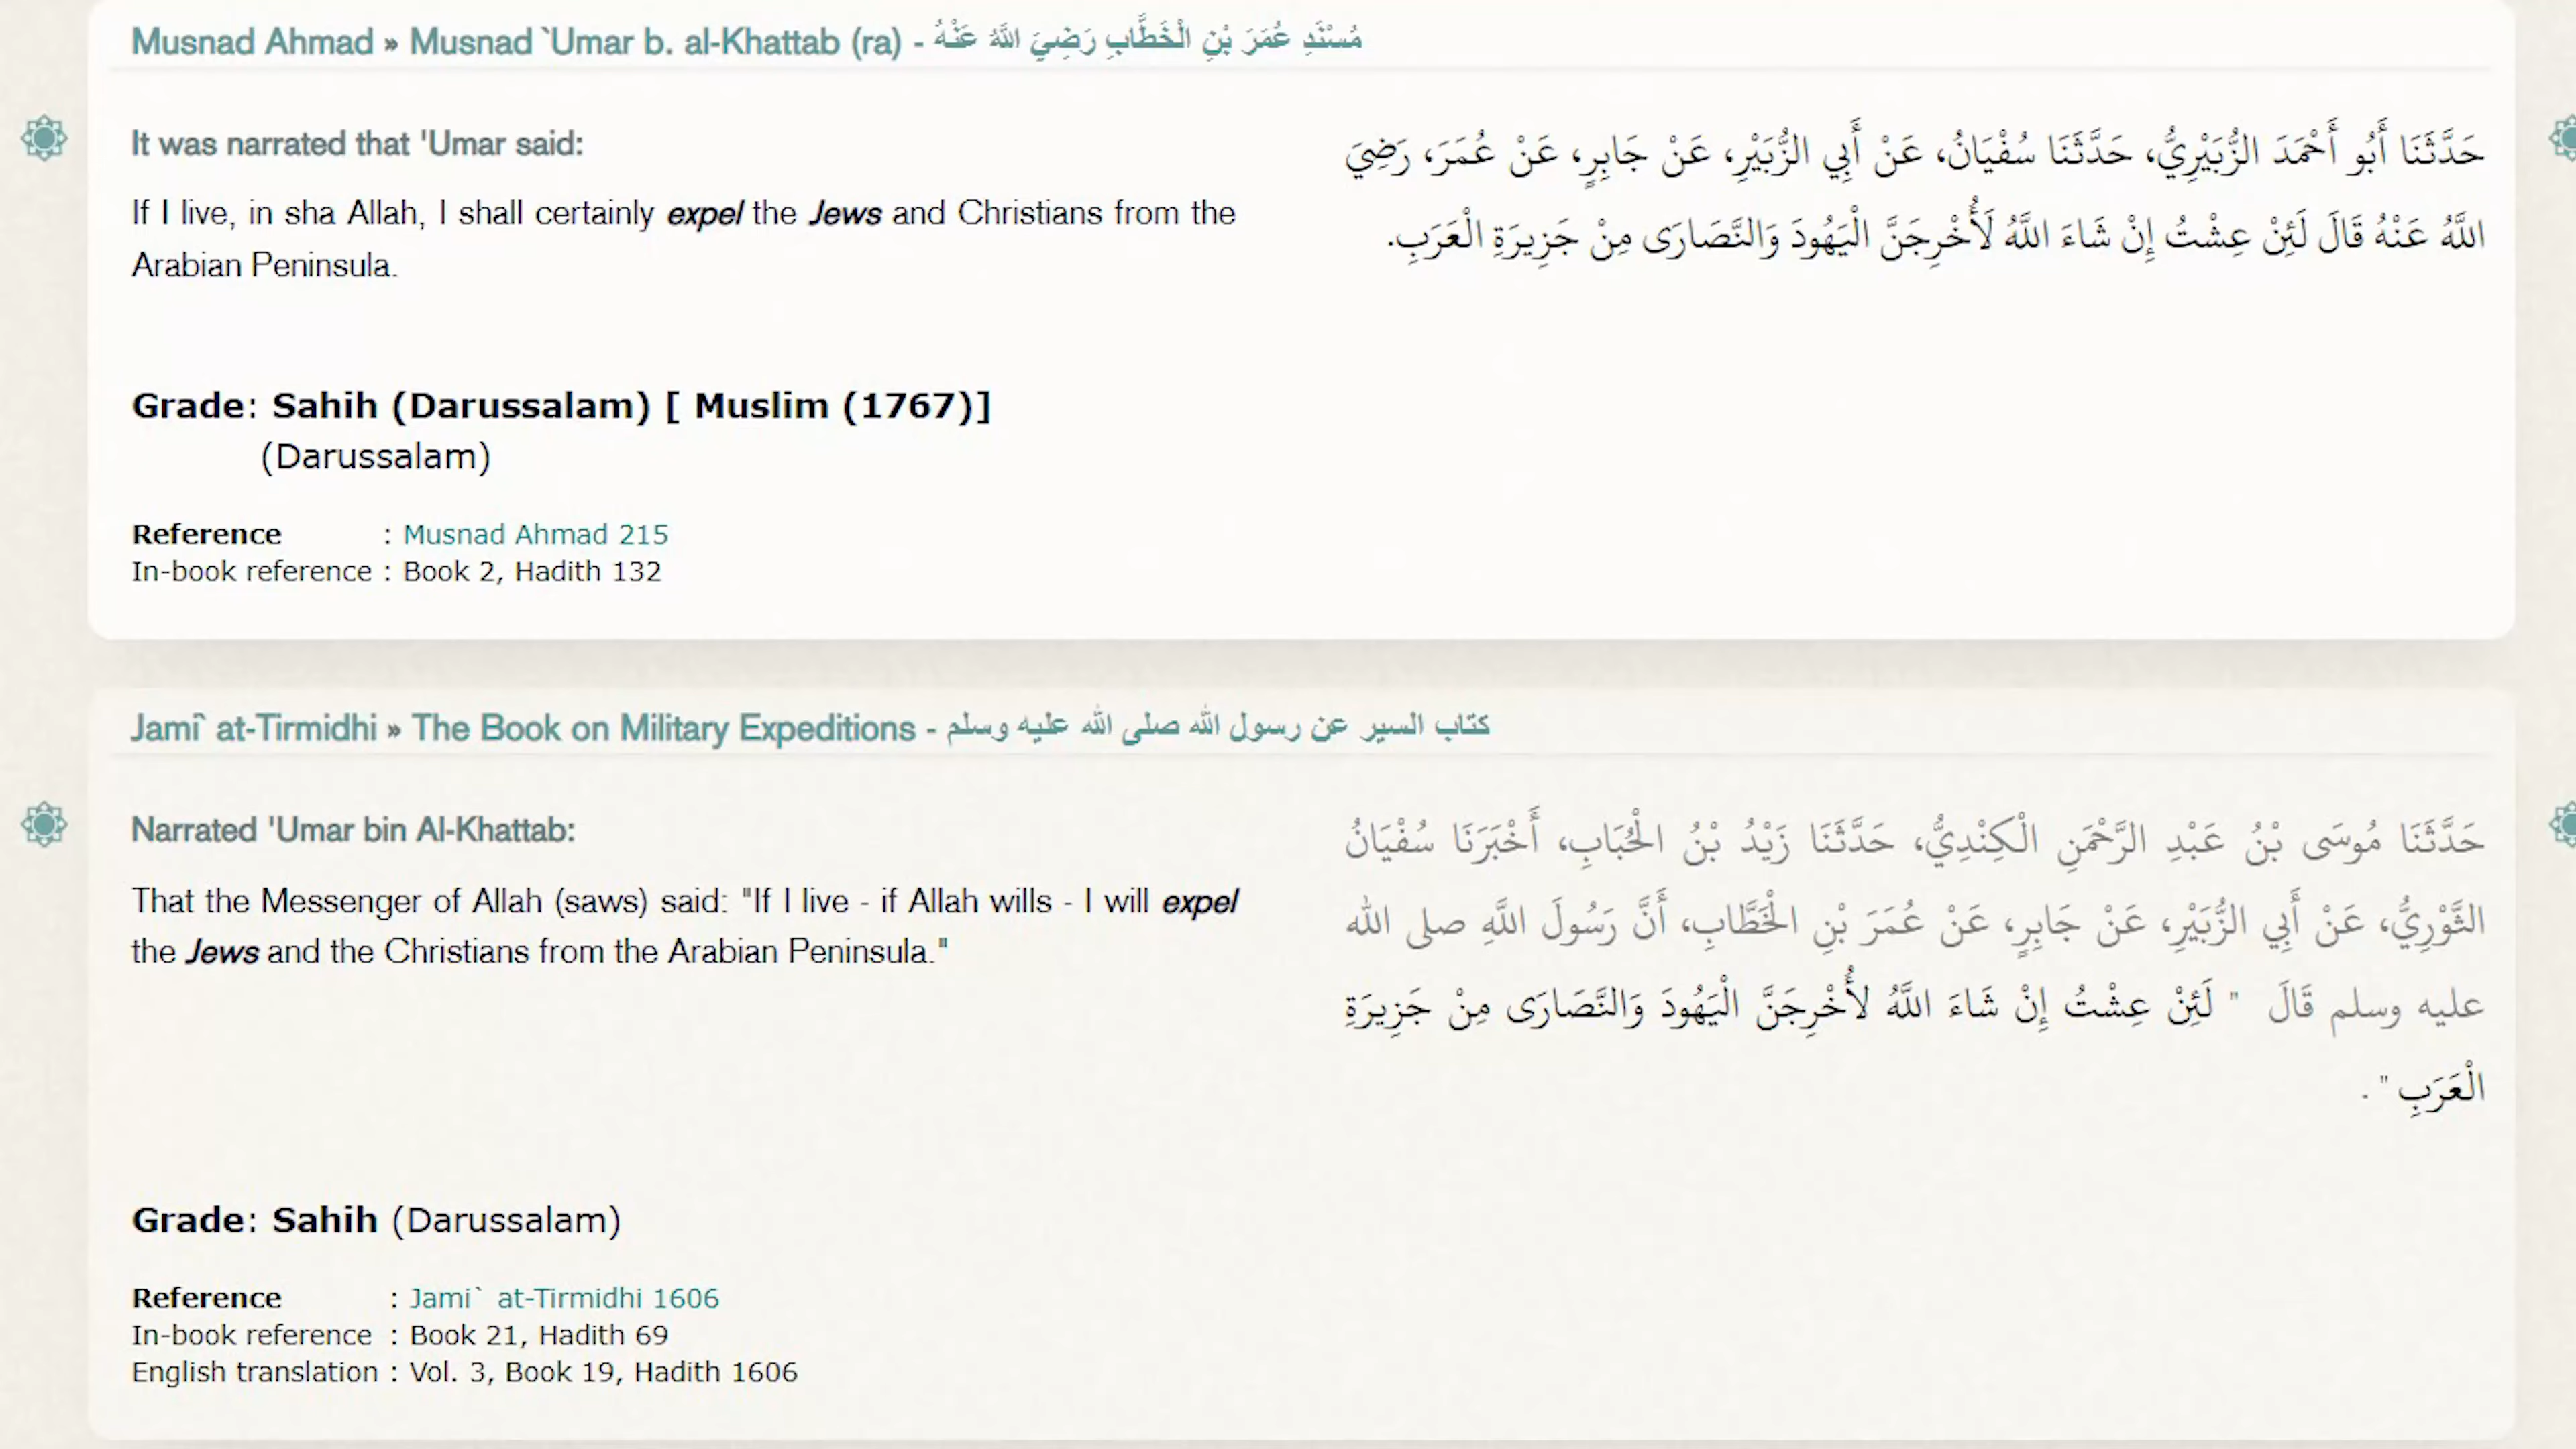 Musnad Ahmad » Musnad `Umar b. al-Khattab (ra) - مُسْنَدِ عُمَرَ بْنِ الْخَطَّابِ رَضِيَ اللَّهُ عَنْهُ
It was narrated that 'Umar said:
If I live, in sha Allah, I shall certainly expel the Jews and Christians from the
Arabian Peninsula.
حَدَّثَنَا أَبُو أَحْمَدَ الزُّبَيْرِيُّ، حَدَّثَنَا سُفْيَانُ، عَنْ أَبِي الزُّبَيْرِ، عَنْ جَابِرٍ، عَنْ عُمَرَ، رَضِيَ
اللَّهُ عَنْهُ قَالَ لَئِنْ عِشْتُ إِنْ شَاءَ اللَّهُ لَأُخْرِجَنَّ الْيَهُودَ وَالنَّصَارَى مِنْ جَزِيرَةِ الْعَرَبِ.
Grade: Sahih (Darussalam) [ Muslim (1767)]
(Darussalam)
Reference : Musnad Ahmad 215
In-book reference : Book 2, Hadith 132
Jami` at-Tirmidhi » The Book on Military Expeditions - كتاب السير عن رسول الله صلى الله عليه وسلم
Narrated 'Umar bin Al-Khattab:
That the Messenger of Allah (saws) said: "If I live - if Allah wills - I will expel
the Jews and the Christians from the Arabian Peninsula."
حَدَّثَنَا مُوسَى بْنُ عَبْدِ الرَّحْمَنِ الْكِنْدِيُّ، حَدَّثَنَا زَيْدُ بْنُ الْحُبَابِ، أَخْبَرَنَا سُفْيَانُ
الثَّوْرِيُّ، عَنْ أَبِي الزُّبَيْرِ، عَنْ جَابِرٍ، عَنْ عُمَرَ بْنِ الْخَطَّابِ، أَنَّ رَسُولَ اللَّهِ صلى الله
عليه وسلم قَالَ " لَئِنْ عِشْتُ إِنْ شَاءَ اللَّهُ لأُخْرِجَنَّ الْيَهُودَ وَالنَّصَارَى مِنْ جَزِيرَةِ
الْعَرَبِ " .
Grade: Sahih (Darussalam)
Reference : Jami` at-Tirmidhi 1606
In-book reference : Book 21, Hadith 69
English translation : Vol. 3, Book 19, Hadith 1606